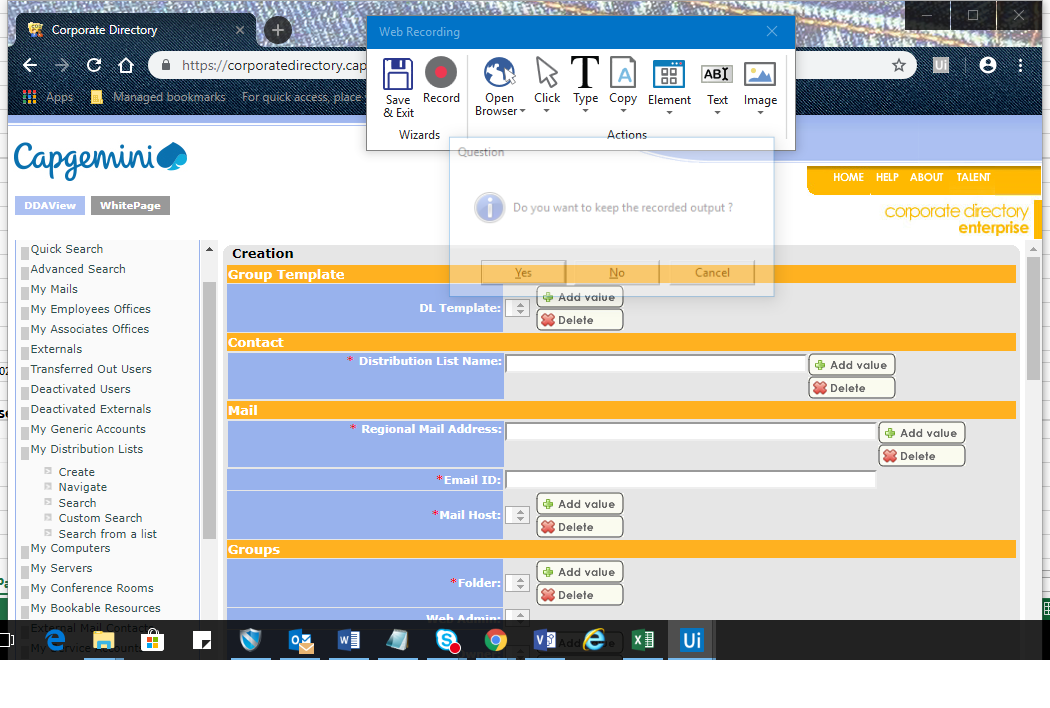 Corporate Directory
Web Recording
https://corporatedirectory.cap
Apps Managed bookmarks For quick access, place
Save & Exit
Record
Open Browser
Click
Type
Copy
Element
Text
Image
Wizards
Actions
Ui
Capgemini
HOME HELP ABOUT TALENT
DDAView WhitePage
corporate directory
enterprise
Question
Do you want to keep the recorded output ?
Yes No Cancel
Quick Search
Advanced Search
My Mails
My Employees Offices
My Associates Offices
Externals
Transferred Out Users
Deactivated Users
Deactivated Externals
My Generic Accounts
My Distribution Lists
Create
Navigate
Search
Custom Search
Search from a list
My Computers
My Servers
My Conference Rooms
My Bookable Resources
External Mail Contact
Creation
Group Template
DL Template: Add value
Delete
Contact
* Distribution List Name: Add value
Delete
Mail
* Regional Mail Address: Add value
Delete
*Email ID:
*Mail Host: Add value
Delete
Groups
*Folder: Add value
Delete
Web Admin:
Ui